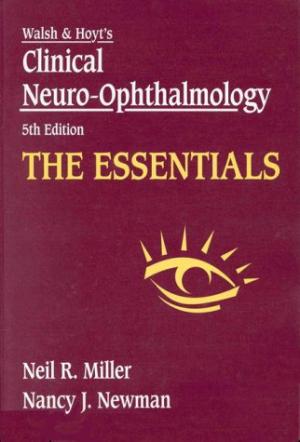 Walsh & Hoyt's
Clinical
Neuro-Ophthalmology
5th Edition
THE ESSENTIALS
Neil R. Miller
Nancy J. Newman